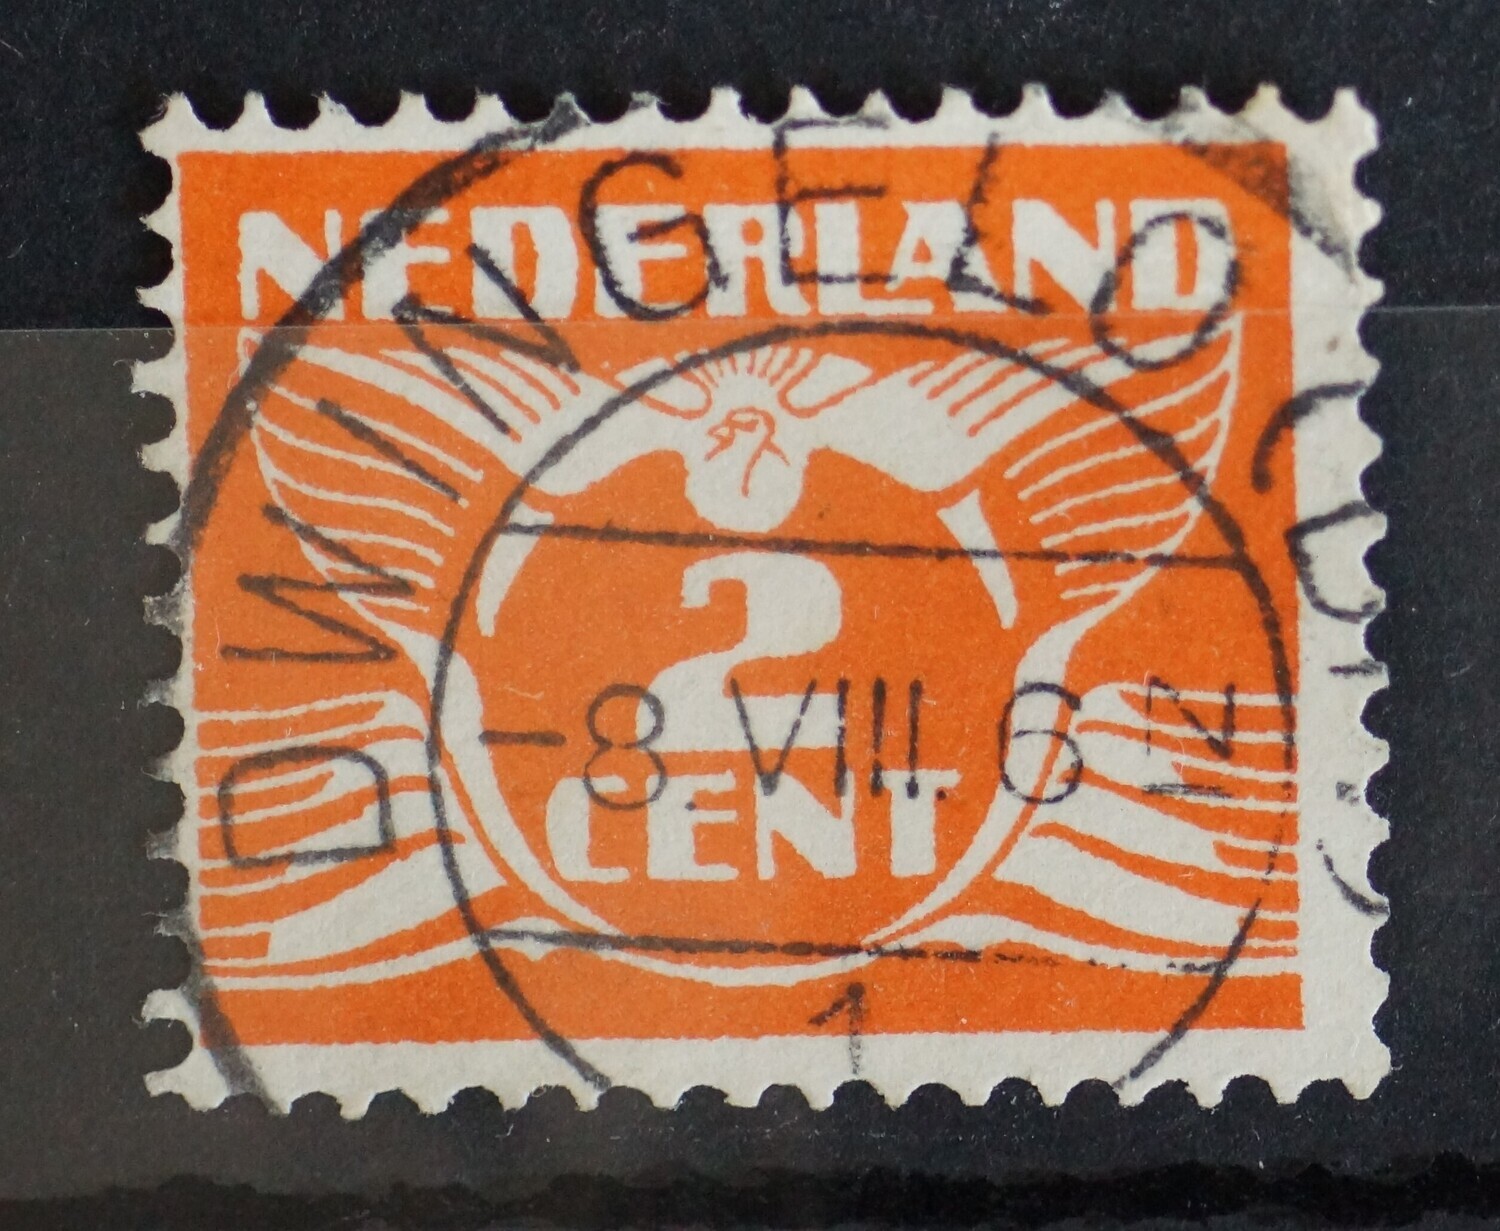 NEDERLAND
2
CENT
DWINGELOO
-8.VIII.6 N
1